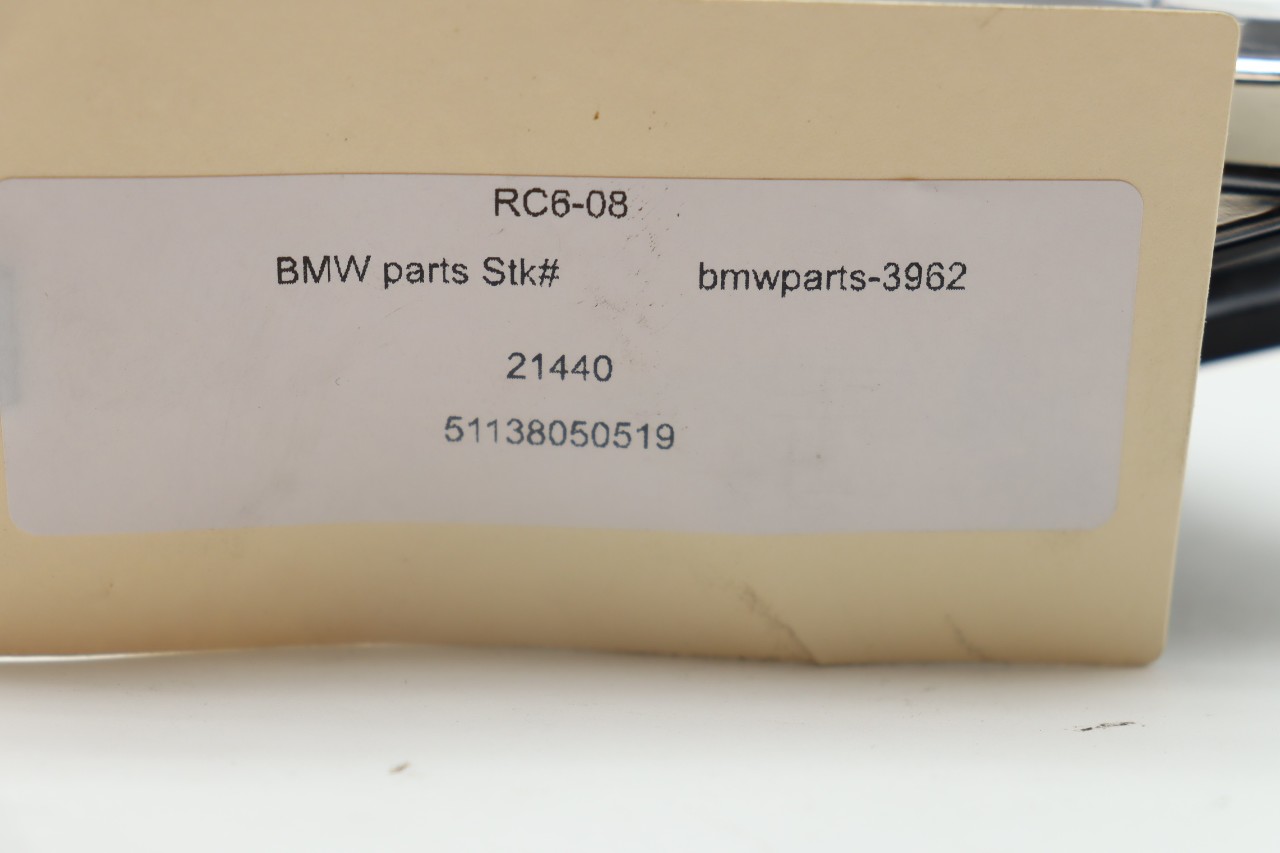 RC6-08
BMW parts Stk# bmwparts-3962
21440
51138050519